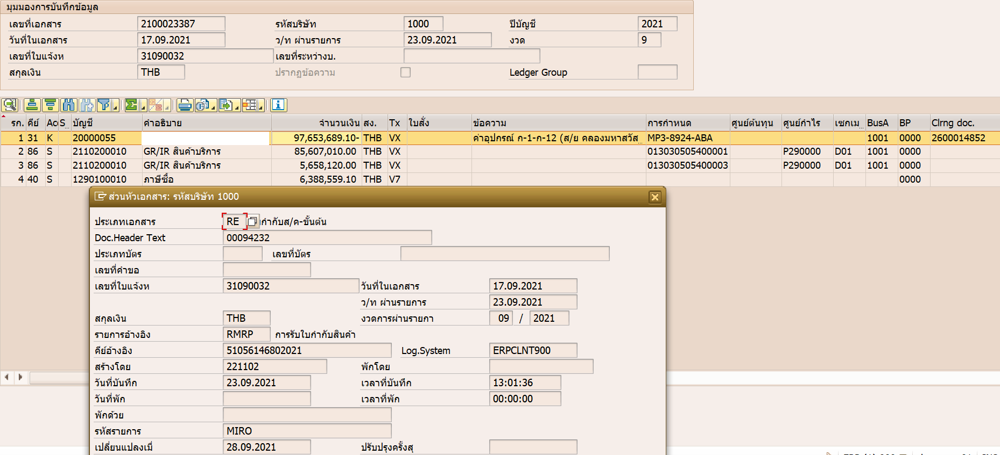 มุมมองการบันทึกข้อมูล
เลขที่เอกสาร 2100023387 รหัสบริษัท 1000 ปีบัญชี 2021
วันที่ในเอกสาร 17.09.2021 ว/ท ผ่านรายการ 23.09.2021 งวด 9
เลขที่ใบแจ้งห 31090032 เลขที่ระหว่างบ.
สกุลเงิน THB ปรากฏข้อความ Ledger Group
รก. คีย์ Ac S.. บัญชี คำอธิบาย จำนวนเงิน สง. Tx ใบสั่ง ข้อความ การกำหนด ศูนย์ต้นทุน ศูนย์กำไร เซกเม.. BusA BP Clrng doc.
1 31 K 20000055 97,653,689.10- THB VX ค่าอุปกรณ์ ก-1-ก-12 (ส/ย คลองมหาสวัส.. MP3-8924-ABA 1001 0000 2600014852
2 86 S 2110200010 GR/IR สินค้าบริการ 85,607,010.00 THB VX 013030505400001 P290000 D01 1001 0000
3 86 S 2110200010 GR/IR สินค้าบริการ 5,658,120.00 THB VX 013030505400003 P290000 D01 1001 0000
4 40 S 1290100010 ภาษีซื้อ 6,388,559.10 THB V7 0000
ส่วนหัวเอกสาร: รหัสบริษัท 1000
ประเภทเอกสาร RE กำกับส/ค-ขั้นต้น
Doc.Header Text 00094232
ประเภทบัตร เลขที่บัตร
เลขที่คำขอ
เลขที่ใบแจ้งห 31090032 วันที่ในเอกสาร 17.09.2021
ว/ท ผ่านรายการ 23.09.2021
สกุลเงิน THB งวดการผ่านรายกา 09 / 2021
รายการอ้างอิง RMRP การรับใบกำกับสินค้า
คีย์อ้างอิง 51056146802021 Log.System ERPCLNT900
สร้างโดย 221102 พักโดย
วันที่บันทึก 23.09.2021 เวลาที่บันทึก 13:01:36
วันที่พัก เวลาที่พัก 00:00:00
พักด้วย
รหัสรายการ MIRO
เปลี่ยนแปลงเมื่ 28.09.2021 ปรับปรุงครั้งสุ